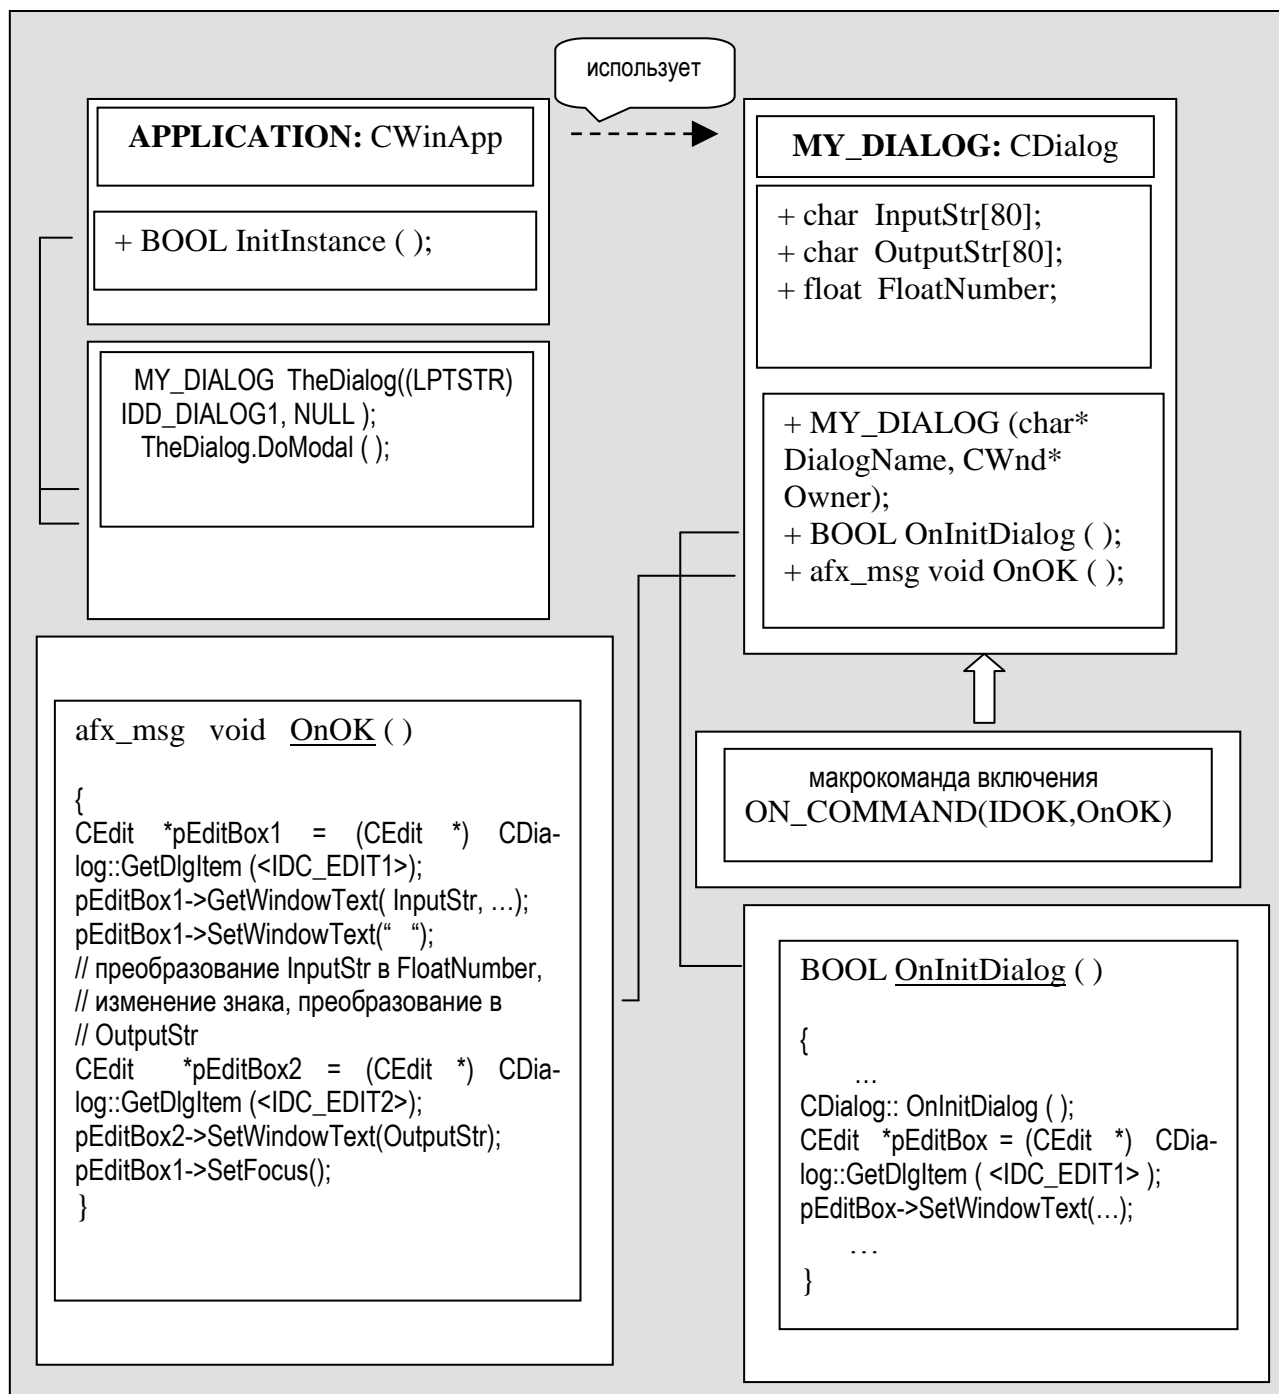 использует
APPLICATION: CWinApp
+ BOOL InitInstance ( );
MY_DIALOG TheDialog((LPTSTR)
IDD_DIALOG1, NULL );
TheDialog.DoModal ( );
MY_DIALOG: CDialog
+ char InputStr[80];
+ char OutputStr[80];
+ float FloatNumber;
+ MY_DIALOG (char*
DialogName, CWnd*
Owner);
+ BOOL OnInitDialog ( );
+ afx_msg void OnOK ( );
макрокоманда включения
ON_COMMAND(IDOK,OnOK)
afx_msg void OnOK ( )
{
CEdit *pEditBox1 = (CEdit *) CDia-
log::GetDlgItem (<IDC_EDIT1>);
pEditBox1->GetWindowText( InputStr, …);
pEditBox1->SetWindowText(“ “);
// преобразование InputStr в FloatNumber,
// изменение знака, преобразование в
// OutputStr
CEdit *pEditBox2 = (CEdit *) CDia-
log::GetDlgItem (<IDC_EDIT2>);
pEditBox2->SetWindowText(OutputStr);
pEditBox1->SetFocus();
}
BOOL OnInitDialog ( )
{
…
CDialog:: OnInitDialog ( );
CEdit *pEditBox = (CEdit *) CDia-
log::GetDlgItem ( <IDC_EDIT1> );
pEditBox->SetWindowText(…);
…
}